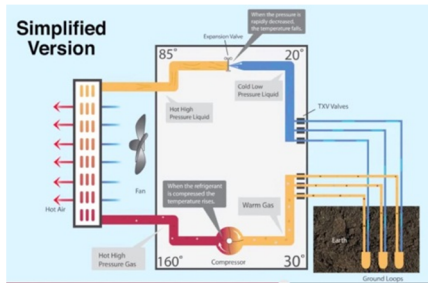 Simplified
Version
When the pressure is
rapidly decreased,
the temperature falls.
Expansion Valve
85°
20°
Cold Low
Pressure Liquid
Hot High
Pressure Liquid
TXV Valves
Fan
Hot Air
When the refrigerant
is compressed the
temperature rises.
Warm Gas
Earth
Hot High
Pressure Gas
160°
Compressor
30°
Ground Loops